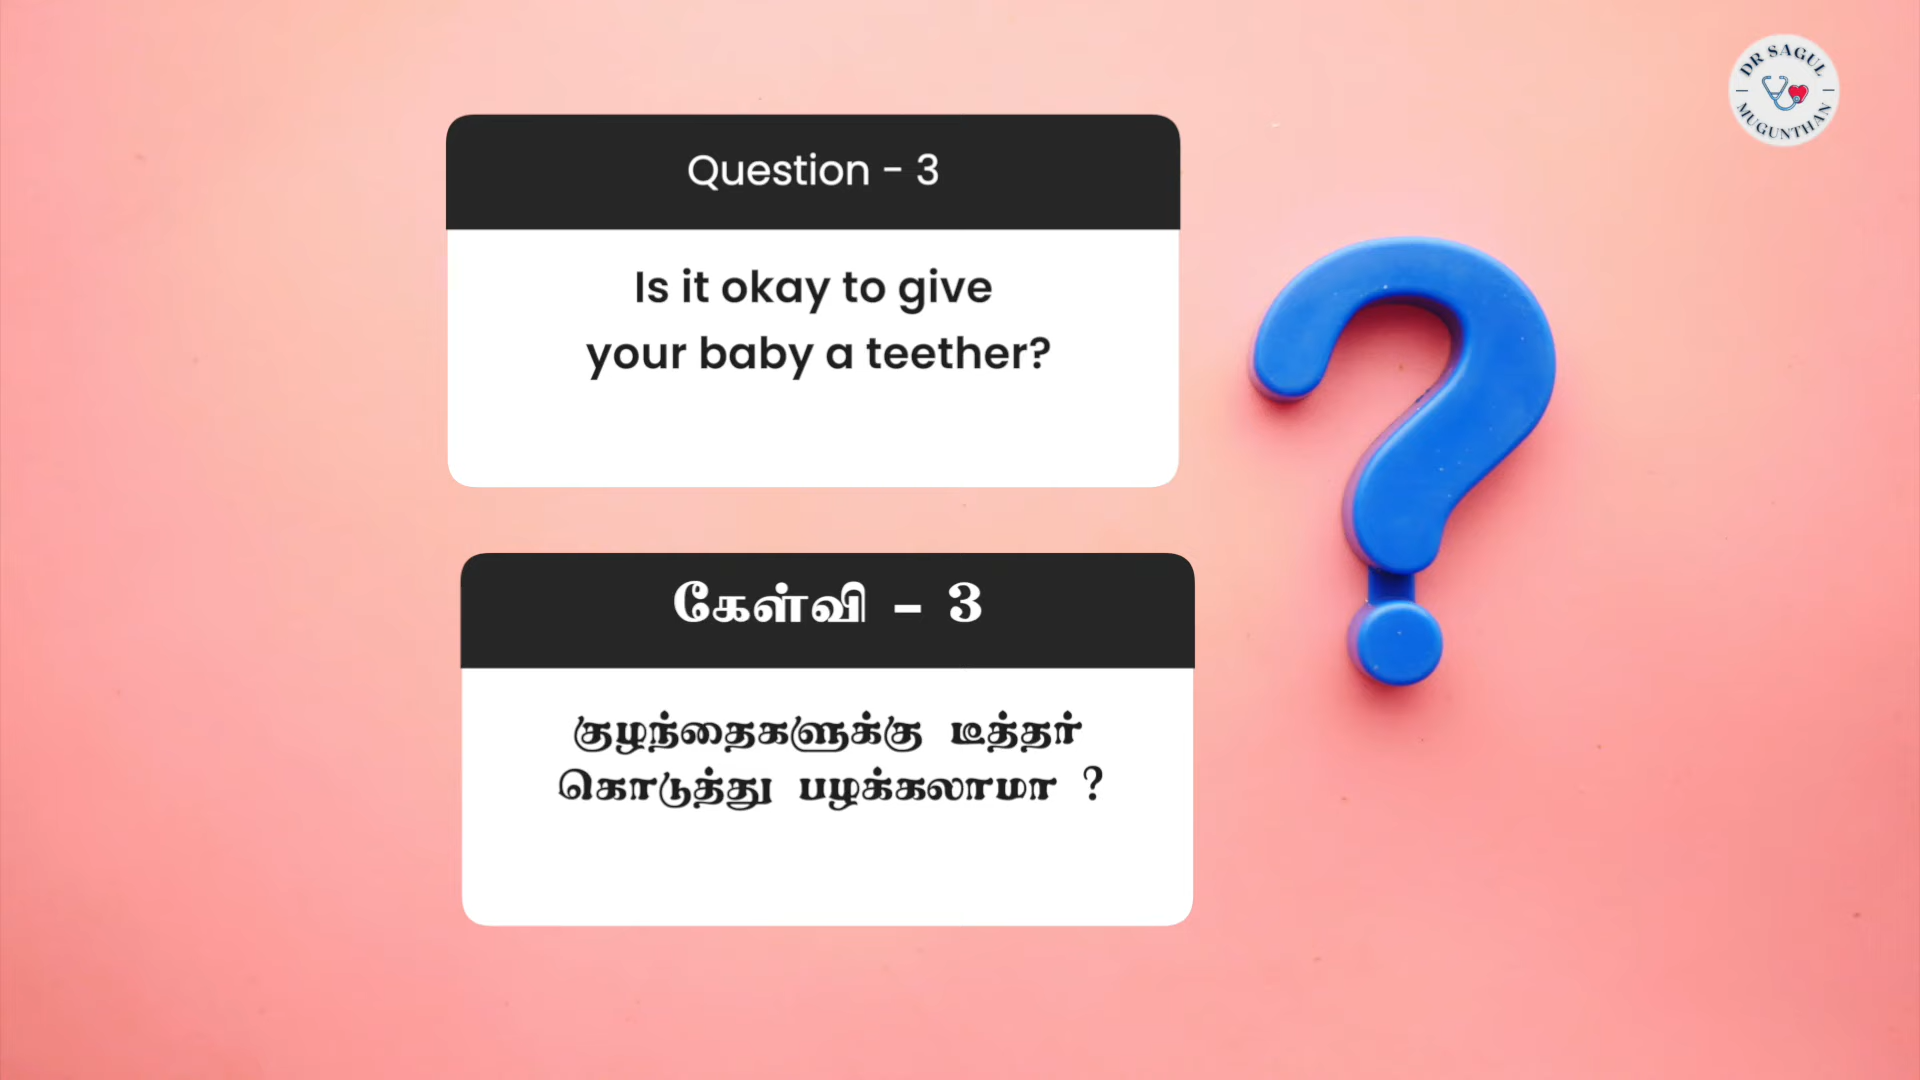 DR SAGUL
MUGUNTHAN
Question - 3
Is it okay to give
your baby a teether?
கேள்வி - 3
குழந்தைகளுக்கு டீத்தர்
கொடுத்து பழக்கலாமா ?